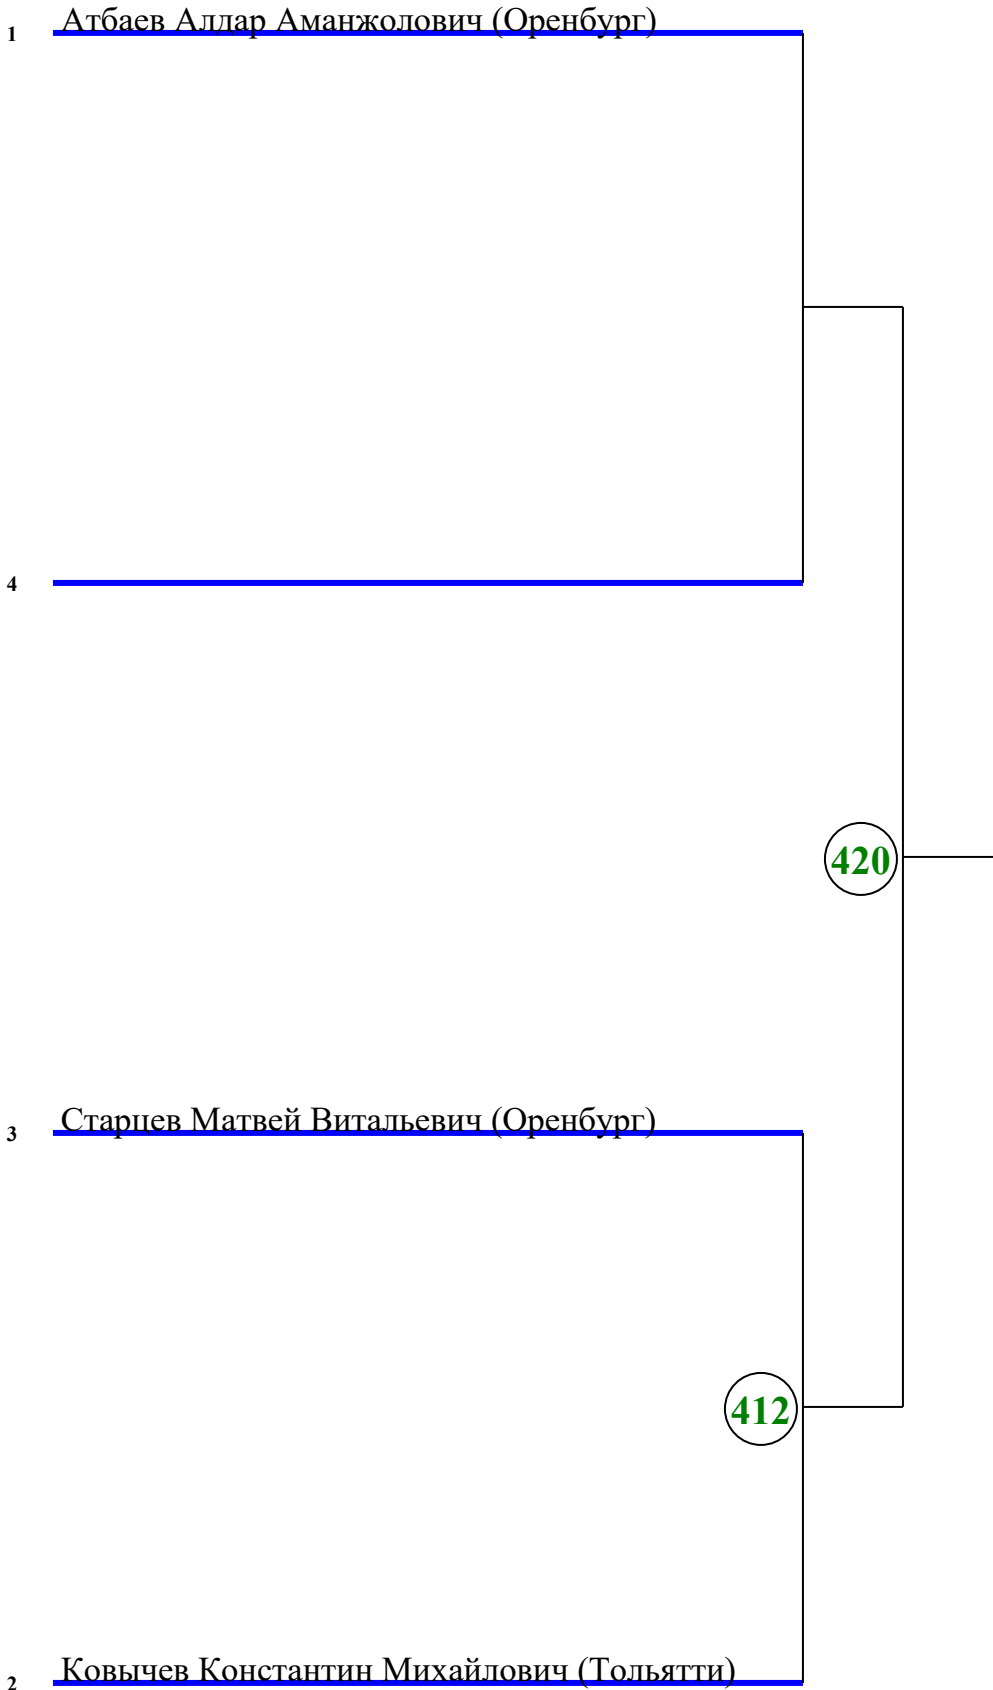 1 Атбаев Алдар Аманжолович (Оренбург)
4
420
3 Старцев Матвей Витальевич (Оренбург)
412
2 Ковычев Константин Михайлович (Тольятти)